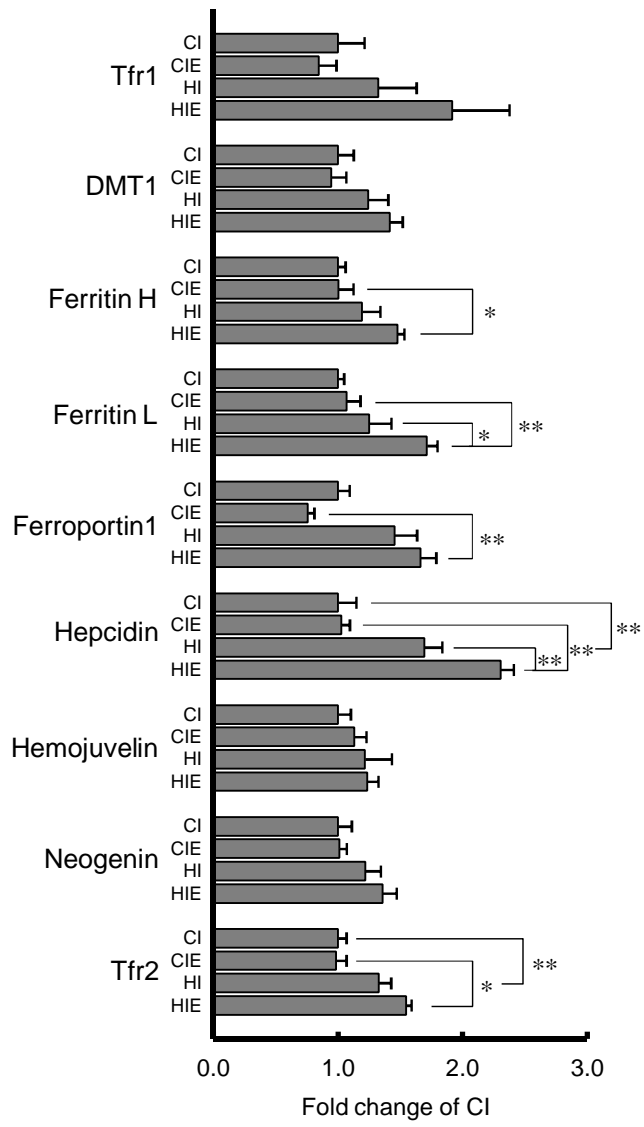 Tfr1
CI
CIE
HI
HIE
DMT1
CI
CIE
HI
HIE
Ferritin H
CI
CIE
HI
HIE
*
Ferritin L
CI
CIE
HI
HIE
*
**
Ferroportin1
CI
CIE
HI
HIE
**
Hepcidin
CI
CIE
HI
HIE
**
**
**
Hemojuvelin
CI
CIE
HI
HIE
Neogenin
CI
CIE
HI
HIE
Tfr2
CI
CIE
HI
HIE
*
**
0.0 1.0 2.0 3.0
Fold change of CI